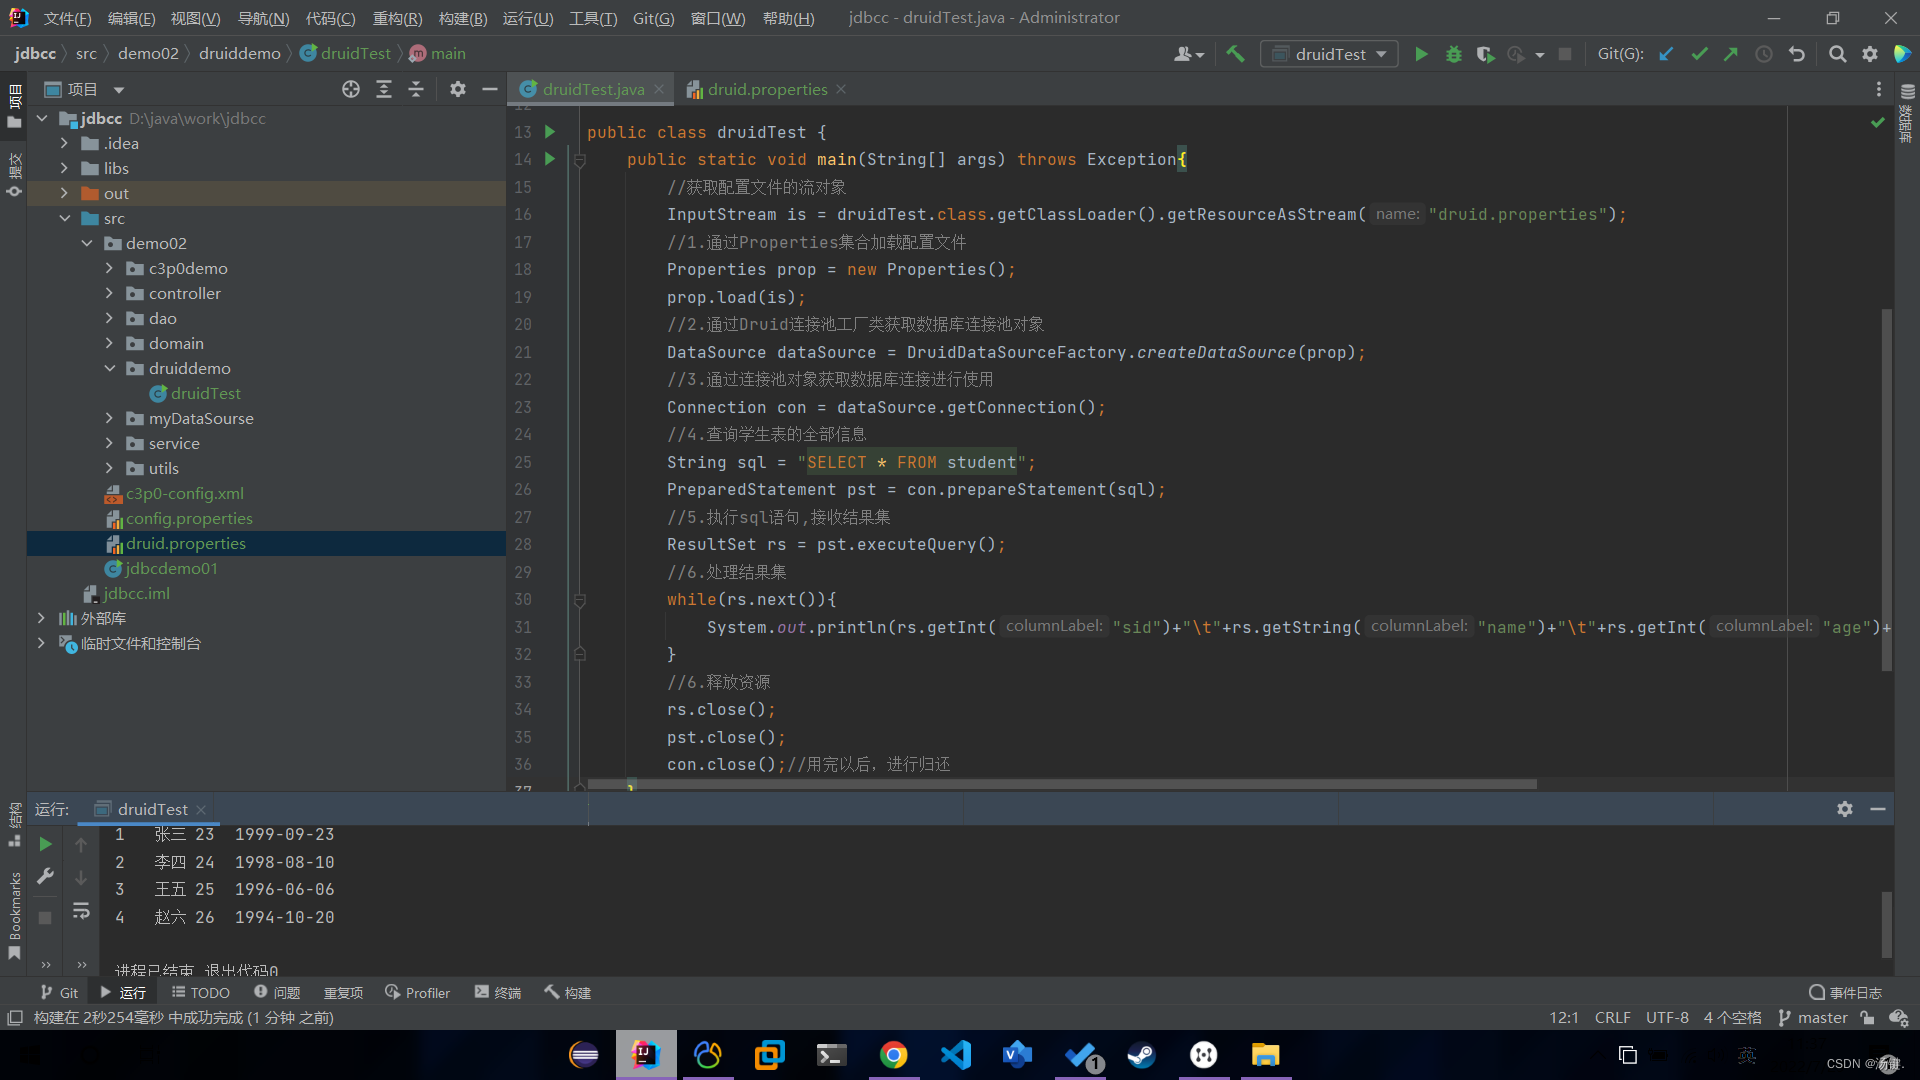 文件(F) 编辑(E) 视图(V) 导航(N) 代码(C) 重构(R) 构建(B) 运行(U) 工具(T) Git(G) 窗口(W) 帮助(H) jdbcc - druidTest.java - Administrator
jdbcc src demo02 druiddemo druidTest main
druidTest Git(G):
项目
druidTest.java druid.properties
项目
提交
数据库
jdbcc D:\java\work\jdbcc
.idea
libs
out
src
demo02
c3p0demo
controller
dao
domain
druiddemo
druidTest
myDataSourse
service
utils
c3p0-config.xml
config.properties
druid.properties
jdbcdemo01
jdbcc.iml
外部库
临时文件和控制台
12
13 public class druidTest {
14 public static void main(String[] args) throws Exception{
15 //获取配置文件的流对象
16 InputStream is = druidTest.class.getClassLoader().getResourceAsStream( name: "druid.properties");
17 //1.通过Properties集合加载配置文件
18 Properties prop = new Properties();
19 prop.load(is);
20 //2.通过Druid连接池工厂类获取数据库连接池对象
21 DataSource dataSource = DruidDataSourceFactory.createDataSource(prop);
22 //3.通过连接池对象获取数据库连接进行使用
23 Connection con = dataSource.getConnection();
24 //4.查询学生表的全部信息
25 String sql = "SELECT * FROM student";
26 PreparedStatement pst = con.prepareStatement(sql);
27 //5.执行sql语句,接收结果集
28 ResultSet rs = pst.executeQuery();
29 //6.处理结果集
30 while(rs.next()){
31 System.out.println(rs.getInt( columnLabel: "sid")+"\t"+rs.getString( columnLabel: "name")+"\t"+rs.getInt( columnLabel: "age")+
32 }
33 //6.释放资源
34 rs.close();
35 pst.close();
36 con.close();//用完以后，进行归还
37 }
结构
Bookmarks
运行: druidTest
1 张三 23 1999-09-23
2 李四 24 1998-08-10
3 王五 25 1996-06-06
4 赵六 26 1994-10-20
进程已结束,退出代码0
Git 运行 TODO 问题 重复项 Profiler 终端 构建 事件日志
构建在 2秒254毫秒 中成功完成 (1 分钟 之前) 12:1 CRLF UTF-8 4 个空格 master
1
英
CSDN @汤键.